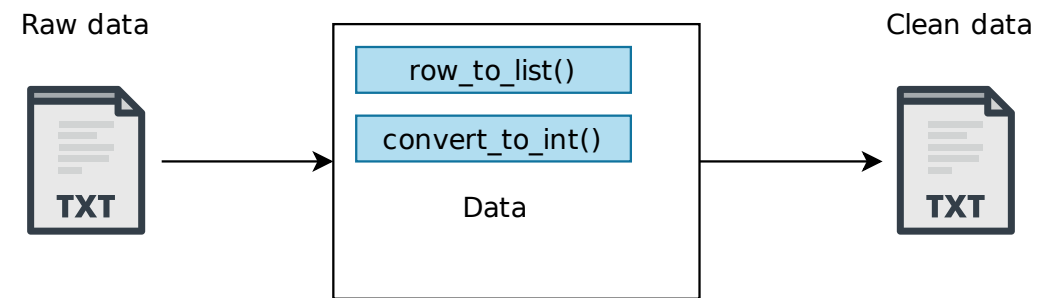 Raw data
Clean data
row_to_list()
convert_to_int()
TXT
Data
TXT